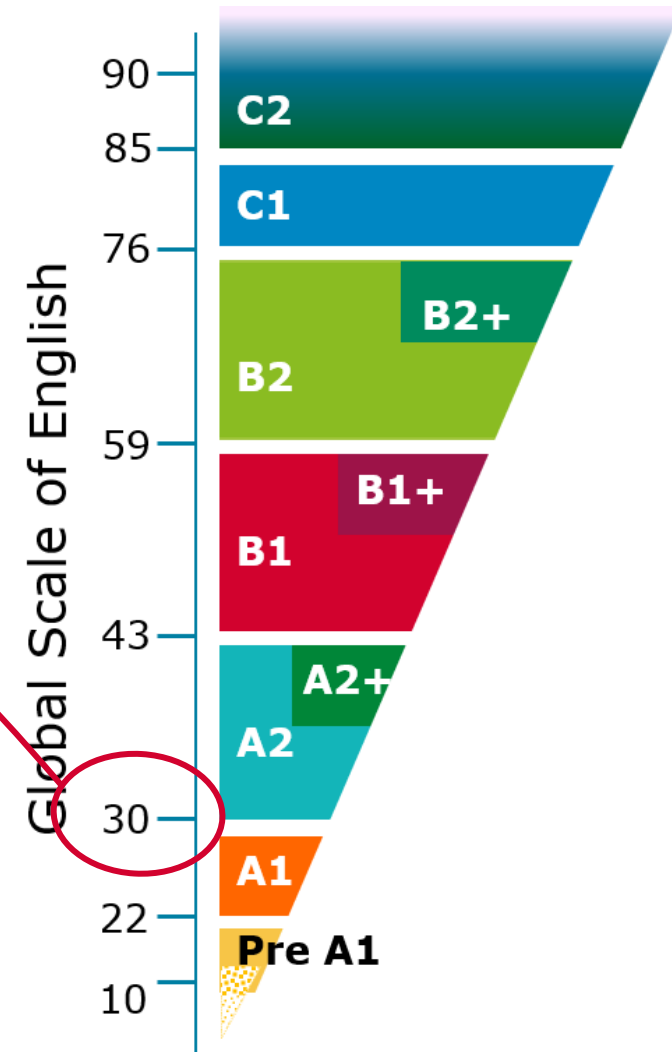 Global Scale of English
90
C2
85
C1
76
B2+
B2
59
B1+
B1
43
A2+
A2
30
A1
22
Pre A1
10